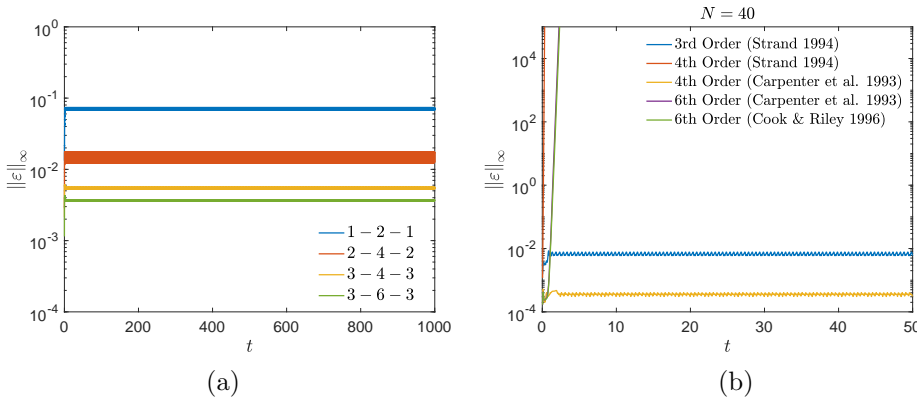 10^0
10^-1
10^-2
10^-3
10^-4
||ε||∞
0 200 400 600 800 1000
t
1 − 2 − 1
2 − 4 − 2
3 − 4 − 3
3 − 6 − 3
(a)
N = 40
10^4
10^2
10^0
10^-2
10^-4
||ε||∞
0 10 20 30 40 50
t
3rd Order (Strand 1994)
4th Order (Strand 1994)
4th Order (Carpenter et al. 1993)
6th Order (Carpenter et al. 1993)
6th Order (Cook & Riley 1996)
(b)